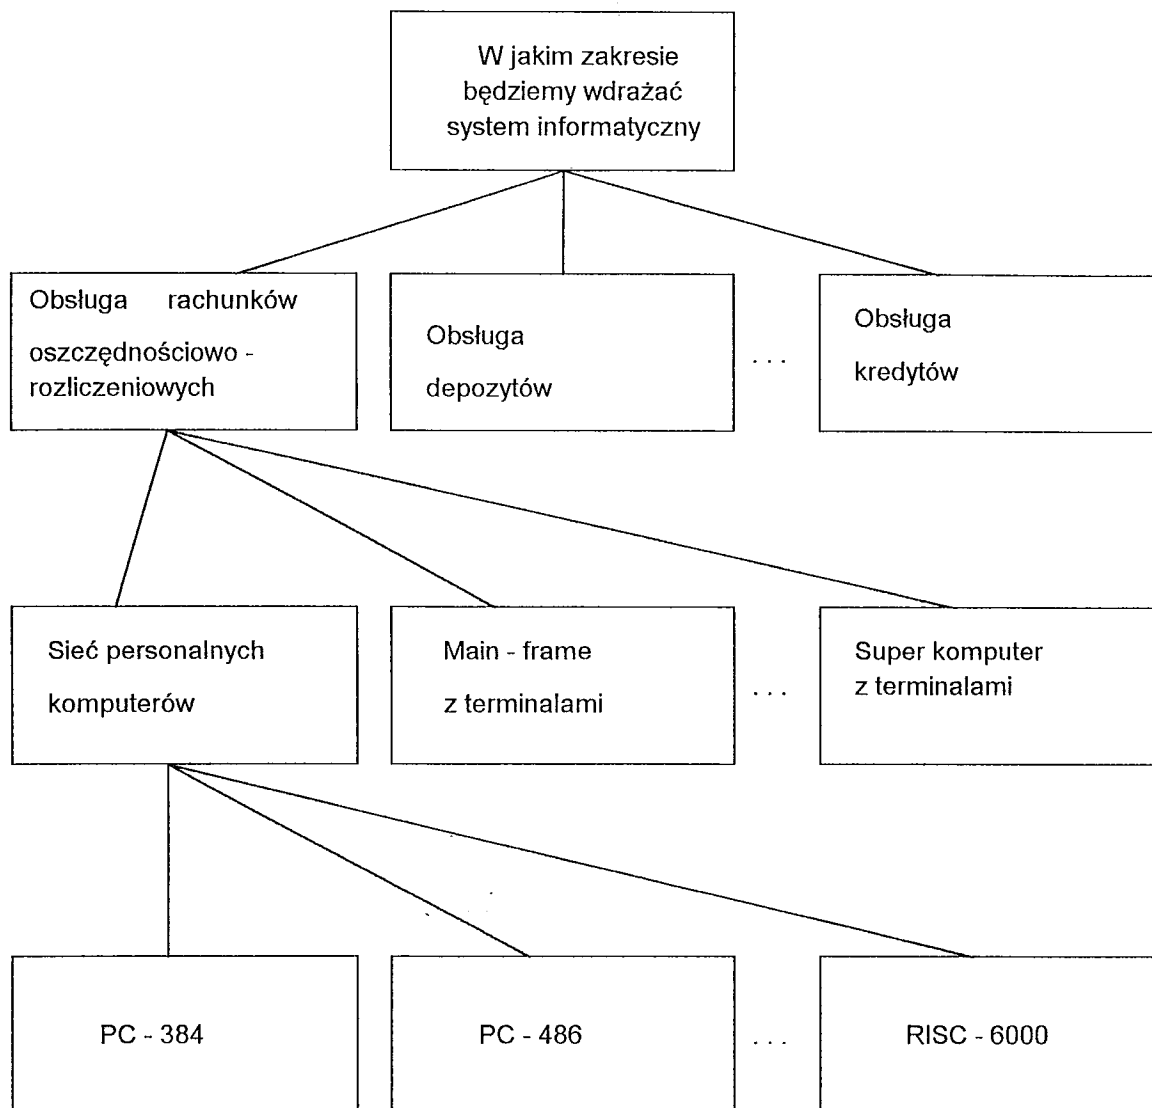 W jakim zakresie
będziemy wdrażać
system informatyczny
Obsługa rachunków
oszczędnościowo -
rozliczeniowych
Obsługa
depozytów
. . .
Obsługa
kredytów
Sieć personalnych
komputerów
Main - frame
z terminalami
. . .
Super komputer
z terminalami
PC - 384
PC - 486
. . .
RISC - 6000